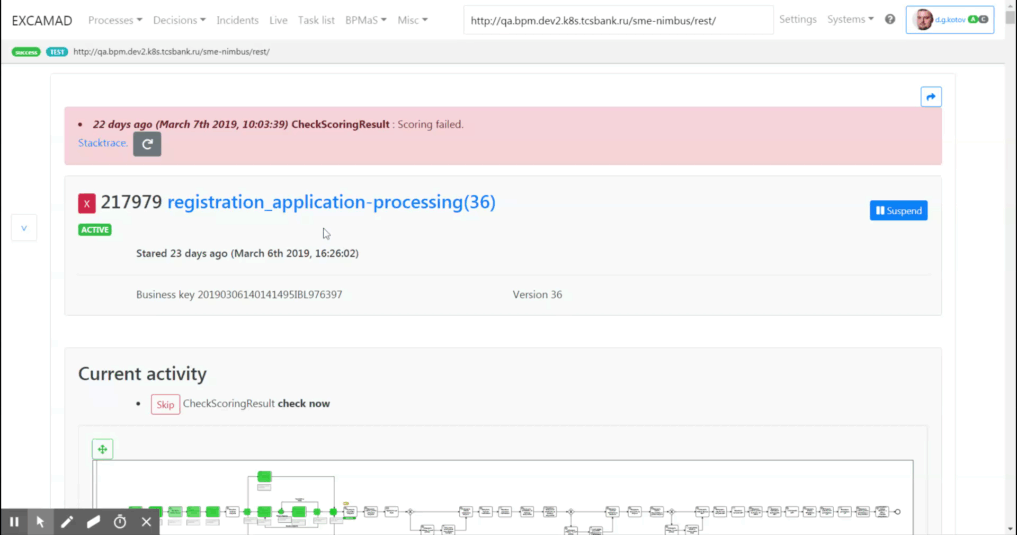 EXCAMAD Processes Decisions Incidents Live Task list BPMaS Misc http://qa.bpm.dev2.k8s.tcsbank.ru/sme-nimbus/rest/ Settings Systems ? d.g.kotov A C
success TEST http://qa.bpm.dev2.k8s.tcsbank.ru/sme-nimbus/rest/
22 days ago (March 7th 2019, 10:03:39) CheckScoringResult : Scoring failed.
Stacktrace.
X 217979 registration_application-processing(36)
Suspend
ACTIVE
v
Stared 23 days ago (March 6th 2019, 16:26:02)
Business key 20190306140141495IBL976397 Version 36
Current activity
Skip CheckScoringResult check now